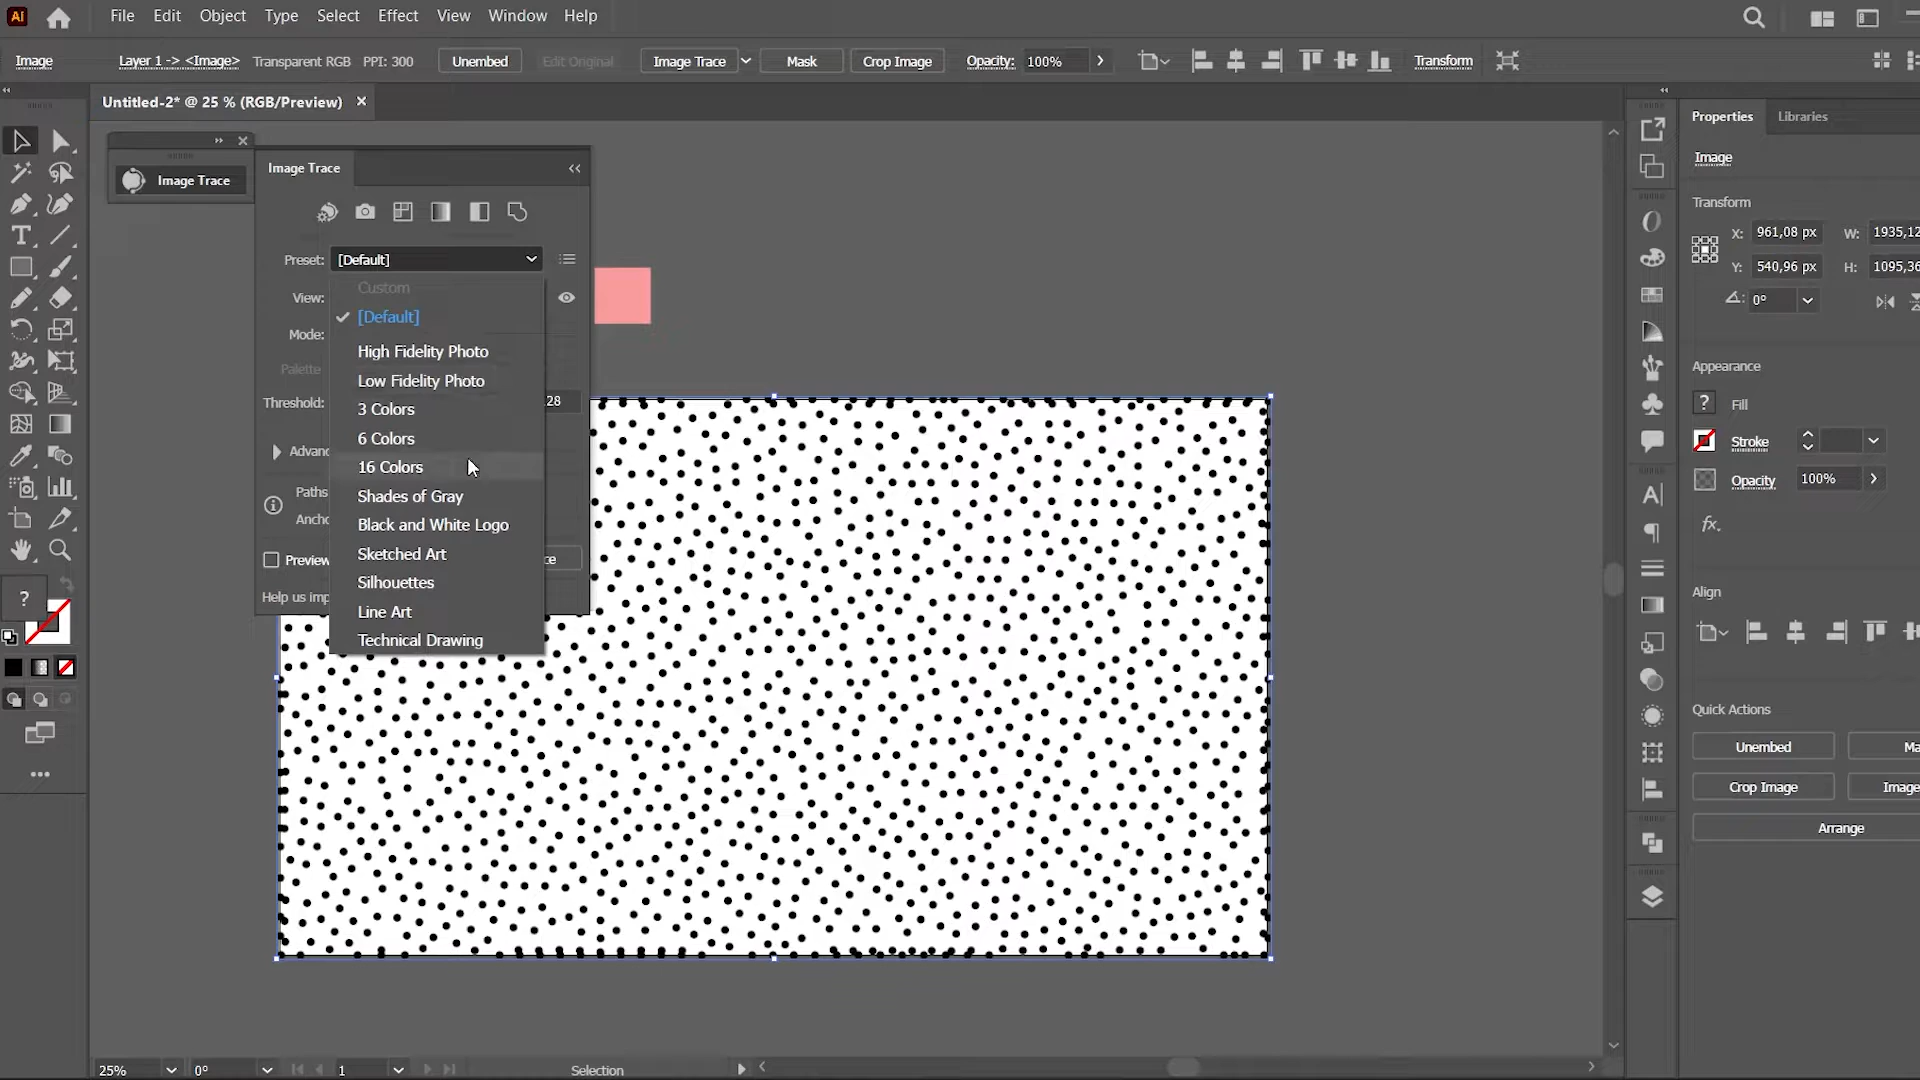 Ai File Edit Object Type Select Effect View Window Help
Image Layer 1 -> <Image> Transparent RGB PPI: 300 Unembed Edit Original Image Trace Mask Crop Image Opacity: 100% Transform
Untitled-2* @ 25 % (RGB/Preview)
Image Trace
Image Trace
Preset: [Default]
View:
Mode:
Palette
Threshold: 28
Advanc
Paths
Ancho
Preview ce
Help us imp
Custom
[Default]
High Fidelity Photo
Low Fidelity Photo
3 Colors
6 Colors
16 Colors
Shades of Gray
Black and White Logo
Sketched Art
Silhouettes
Line Art
Technical Drawing
Properties Libraries
Image
Transform
X: 961,08 px W: 1935,12
Y: 540,96 px H: 1095,36
0°
Appearance
? Fill
Stroke
Opacity 100%
fx.
Align
Quick Actions
Unembed Ma
Crop Image Image
Arrange
?
25% 0° 1 Selection